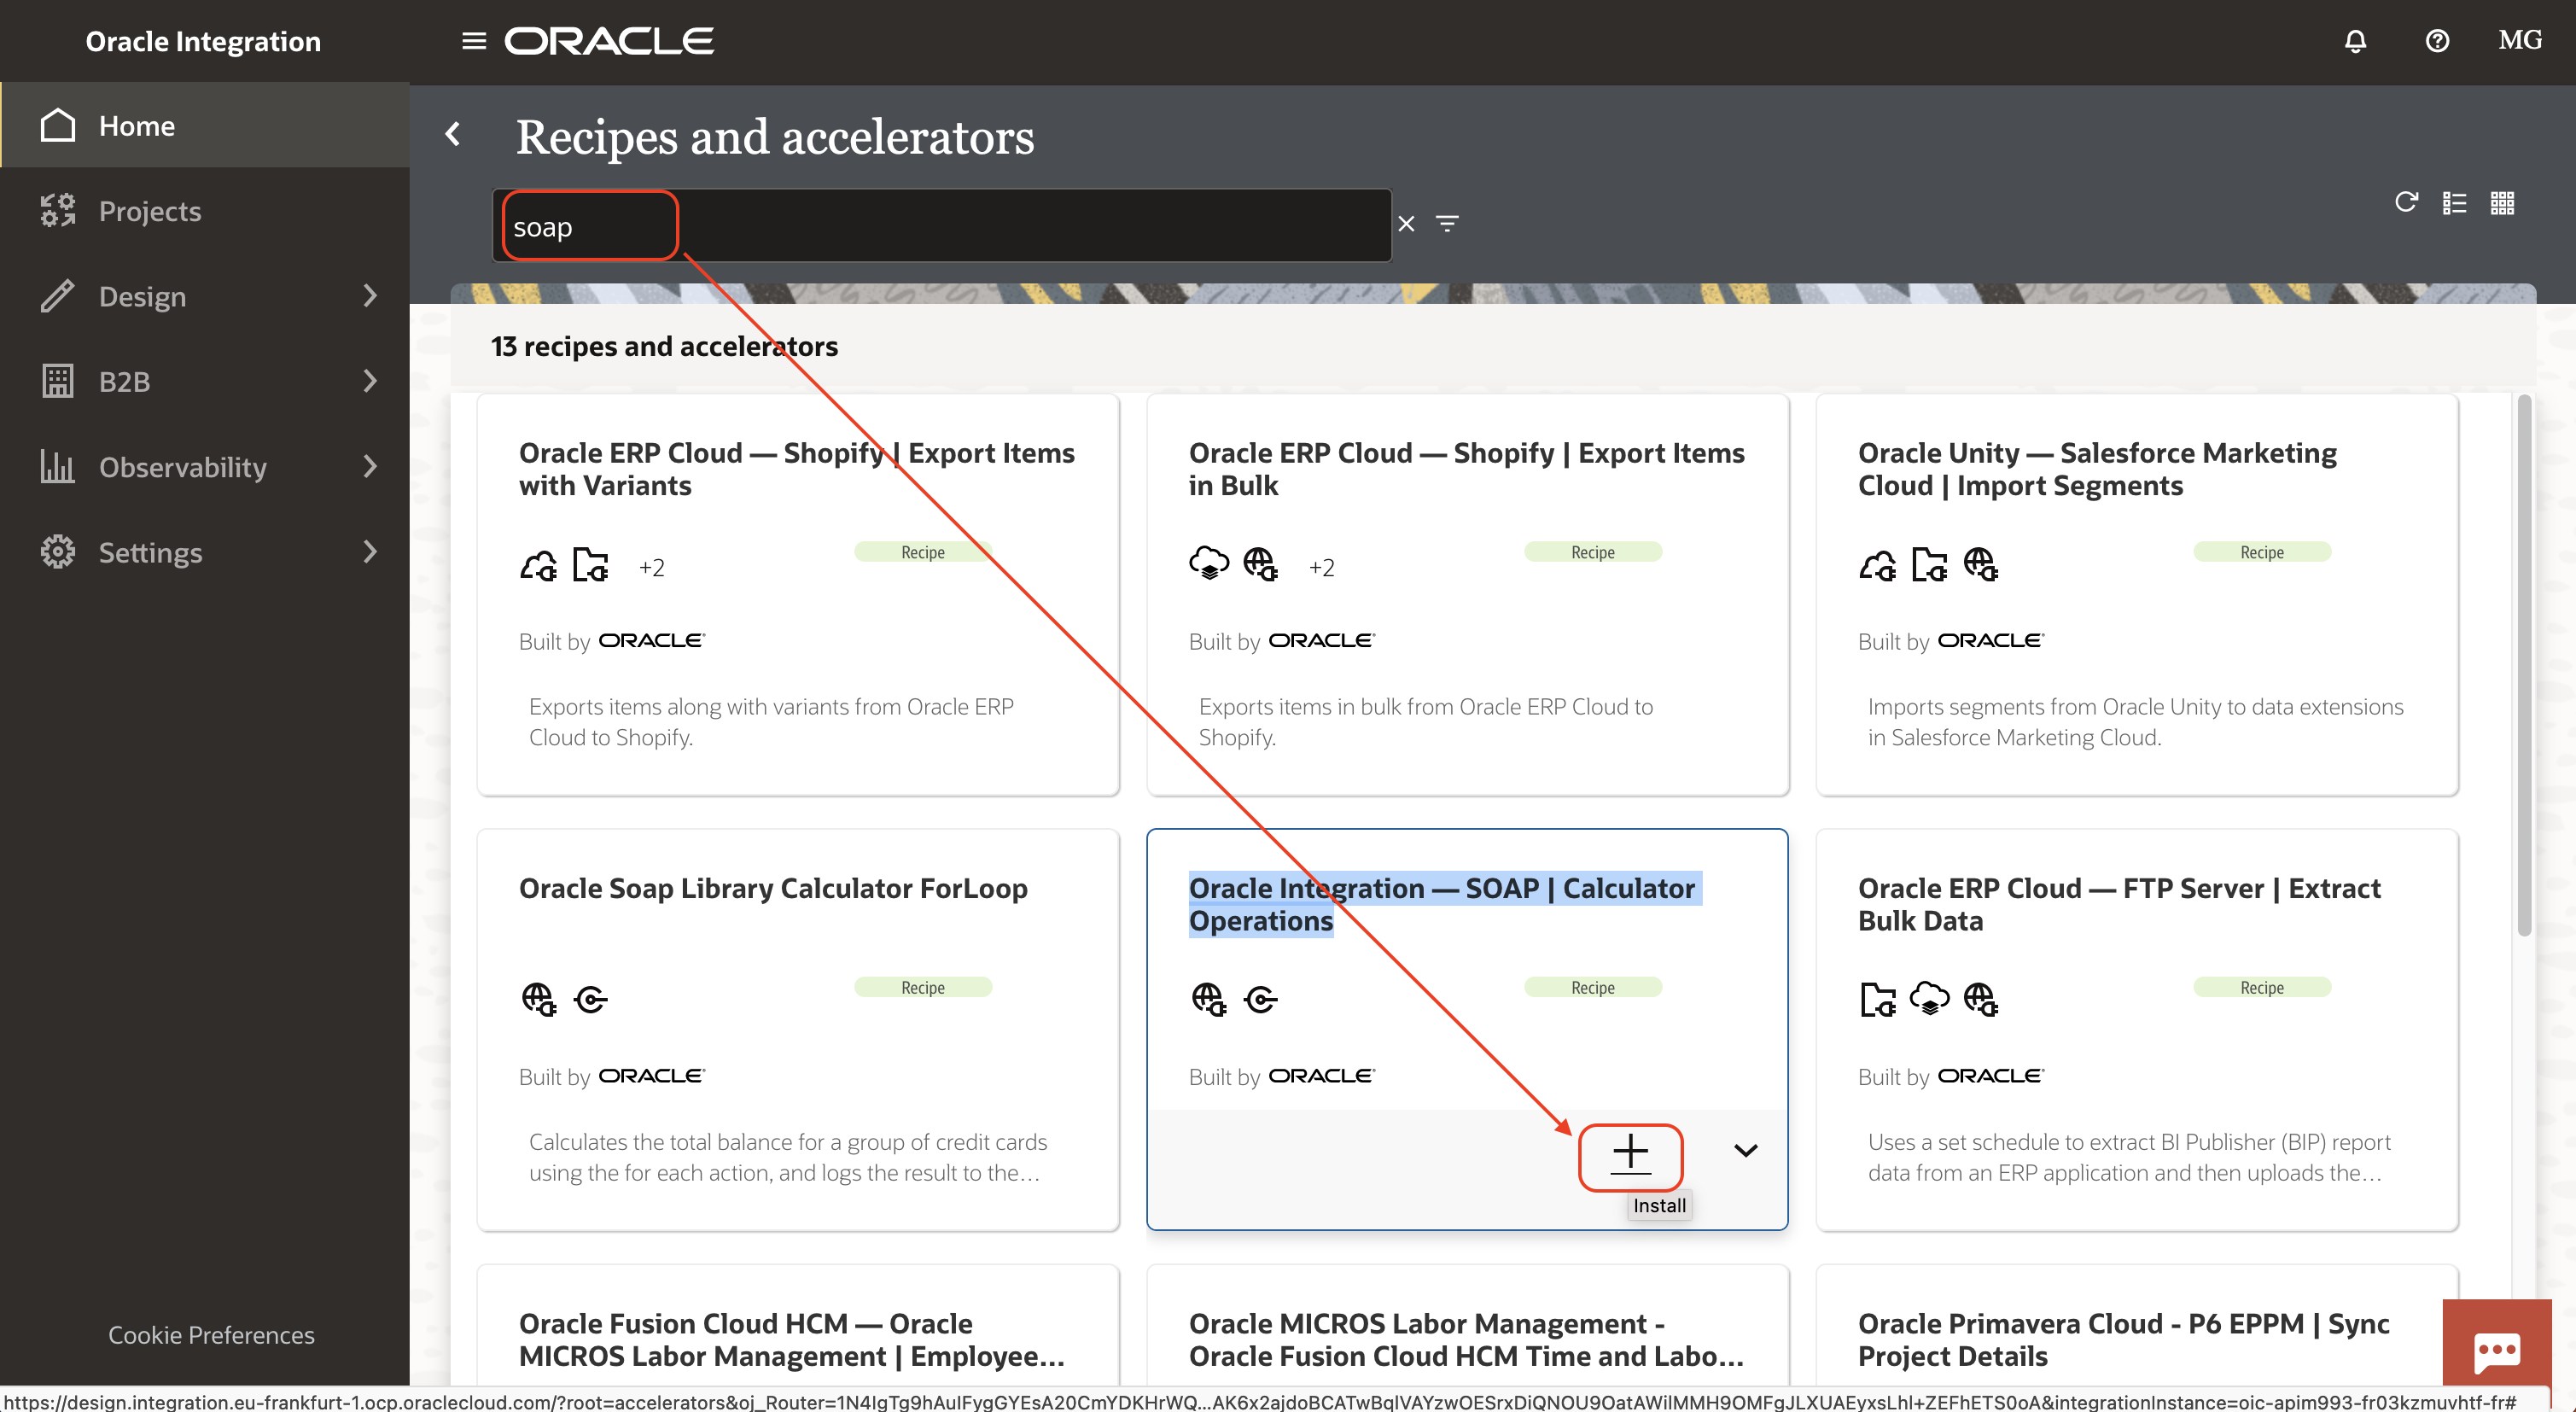 Oracle Integration
ORACLE
MG
Home
Projects
Design
B2B
Observability
Settings
Cookie Preferences
Recipes and accelerators
soap
13 recipes and accelerators
Oracle ERP Cloud — Shopify | Export Items
with Variants
+2
Recipe
Built by ORACLE
Exports items along with variants from Oracle ERP
Cloud to Shopify.
Oracle ERP Cloud — Shopify | Export Items
in Bulk
+2
Recipe
Built by ORACLE
Exports items in bulk from Oracle ERP Cloud to
Shopify.
Oracle Unity — Salesforce Marketing
Cloud | Import Segments
Recipe
Built by ORACLE
Imports segments from Oracle Unity to data extensions
in Salesforce Marketing Cloud.
Oracle Soap Library Calculator ForLoop
Recipe
Built by ORACLE
Calculates the total balance for a group of credit cards
using the for each action, and logs the result to the...
Oracle Integration — SOAP | Calculator
Operations
Recipe
Built by ORACLE
Install
Oracle ERP Cloud — FTP Server | Extract
Bulk Data
Recipe
Built by ORACLE
Uses a set schedule to extract BI Publisher (BIP) report
data from an ERP application and then uploads the...
Oracle Fusion Cloud HCM — Oracle
MICROS Labor Management | Employee...
Oracle MICROS Labor Management -
Oracle Fusion Cloud HCM Time and Labo...
Oracle Primavera Cloud - P6 EPPM | Sync
Project Details
https://design.integration.eu-frankfurt-1.ocp.oraclecloud.com/?root=accelerators&oj_Router=1N4IgTg9hAuIFygGYEsA20CmYDKHrWQ...AK6x2ajdoBCATwBqIVAYzwOESrxDiQNOU9OatAWilMMH9OMFgJLXUAEyxsLhI+ZEFhETS0oA&integrationInstance=oic-apim993-fr03kzmuvhtf-fr#